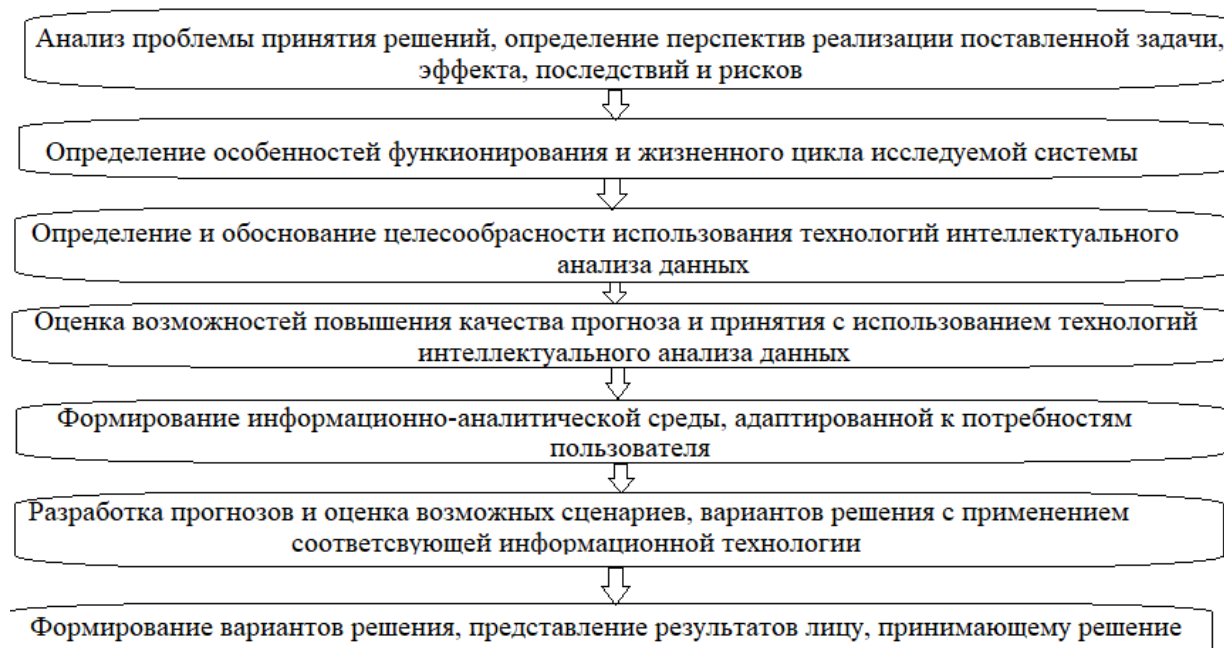 Анализ проблемы принятия решений, определение перспектив реализации поставленной задачи,
эффекта, последствий и рисков
Определение особенностей функионирования и жизненного цикла исследуемой системы
Определение и обоснование целесообрасности использования технологий интеллектуального
анализа данных
Оценка возможностей повышения качества прогноза и принятия с использованием технологий
интеллектуального анализа данных
Формирование информационно-аналитической среды, адаптированной к потребностям
пользователя
Разработка прогнозов и оценка возможных сценариев, вариантов решения с применением
соответсвующей информационной технологии
Формирование вариантов решения, представление результатов лицу, принимающему решение